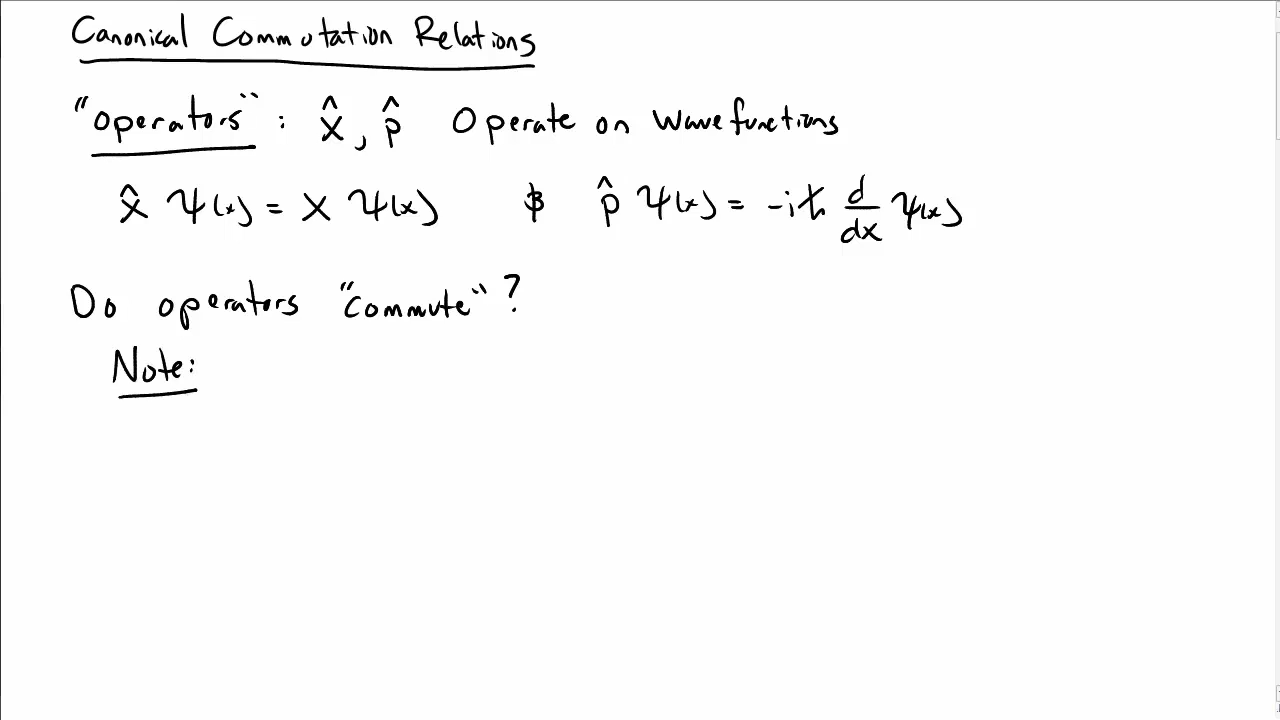 Canonical Commutation Relations
"operators" : x̂, p̂ Operate on wavefunctions
x̂ Ψ(x) = x Ψ(x) & p̂ Ψ(x) = -iħ d/dx Ψ(x)
Do operators "commute"?
Note: